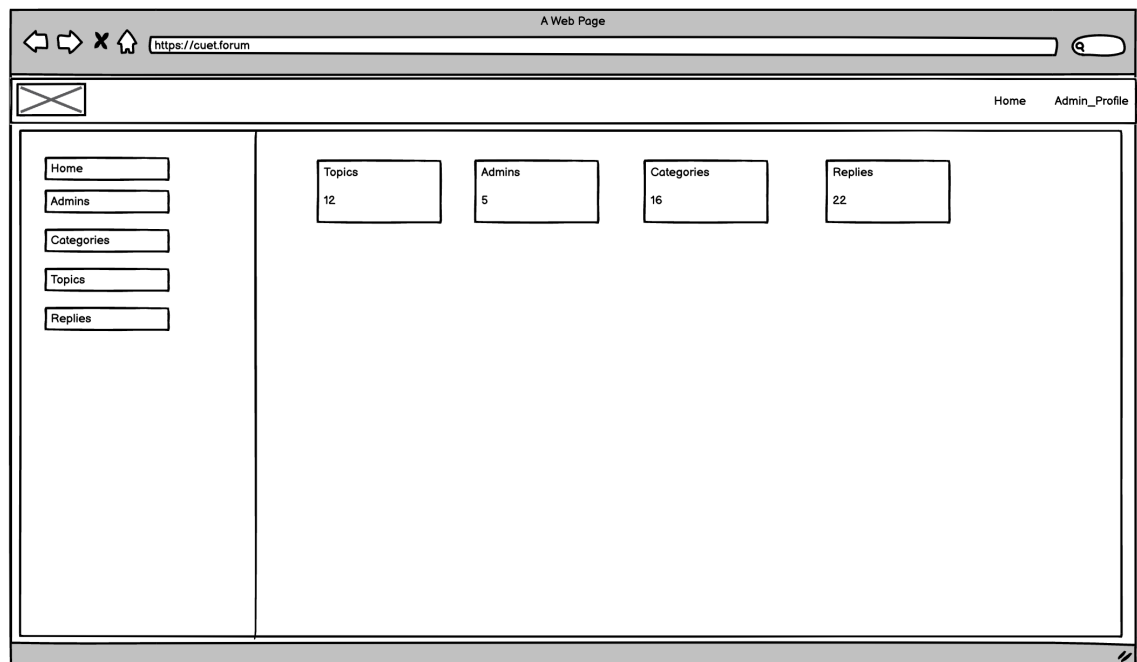 A Web Page
https://cuet.forum
Home Admin_Profile
Home
Admins
Categories
Topics
Replies
Topics
12
Admins
5
Categories
16
Replies
22